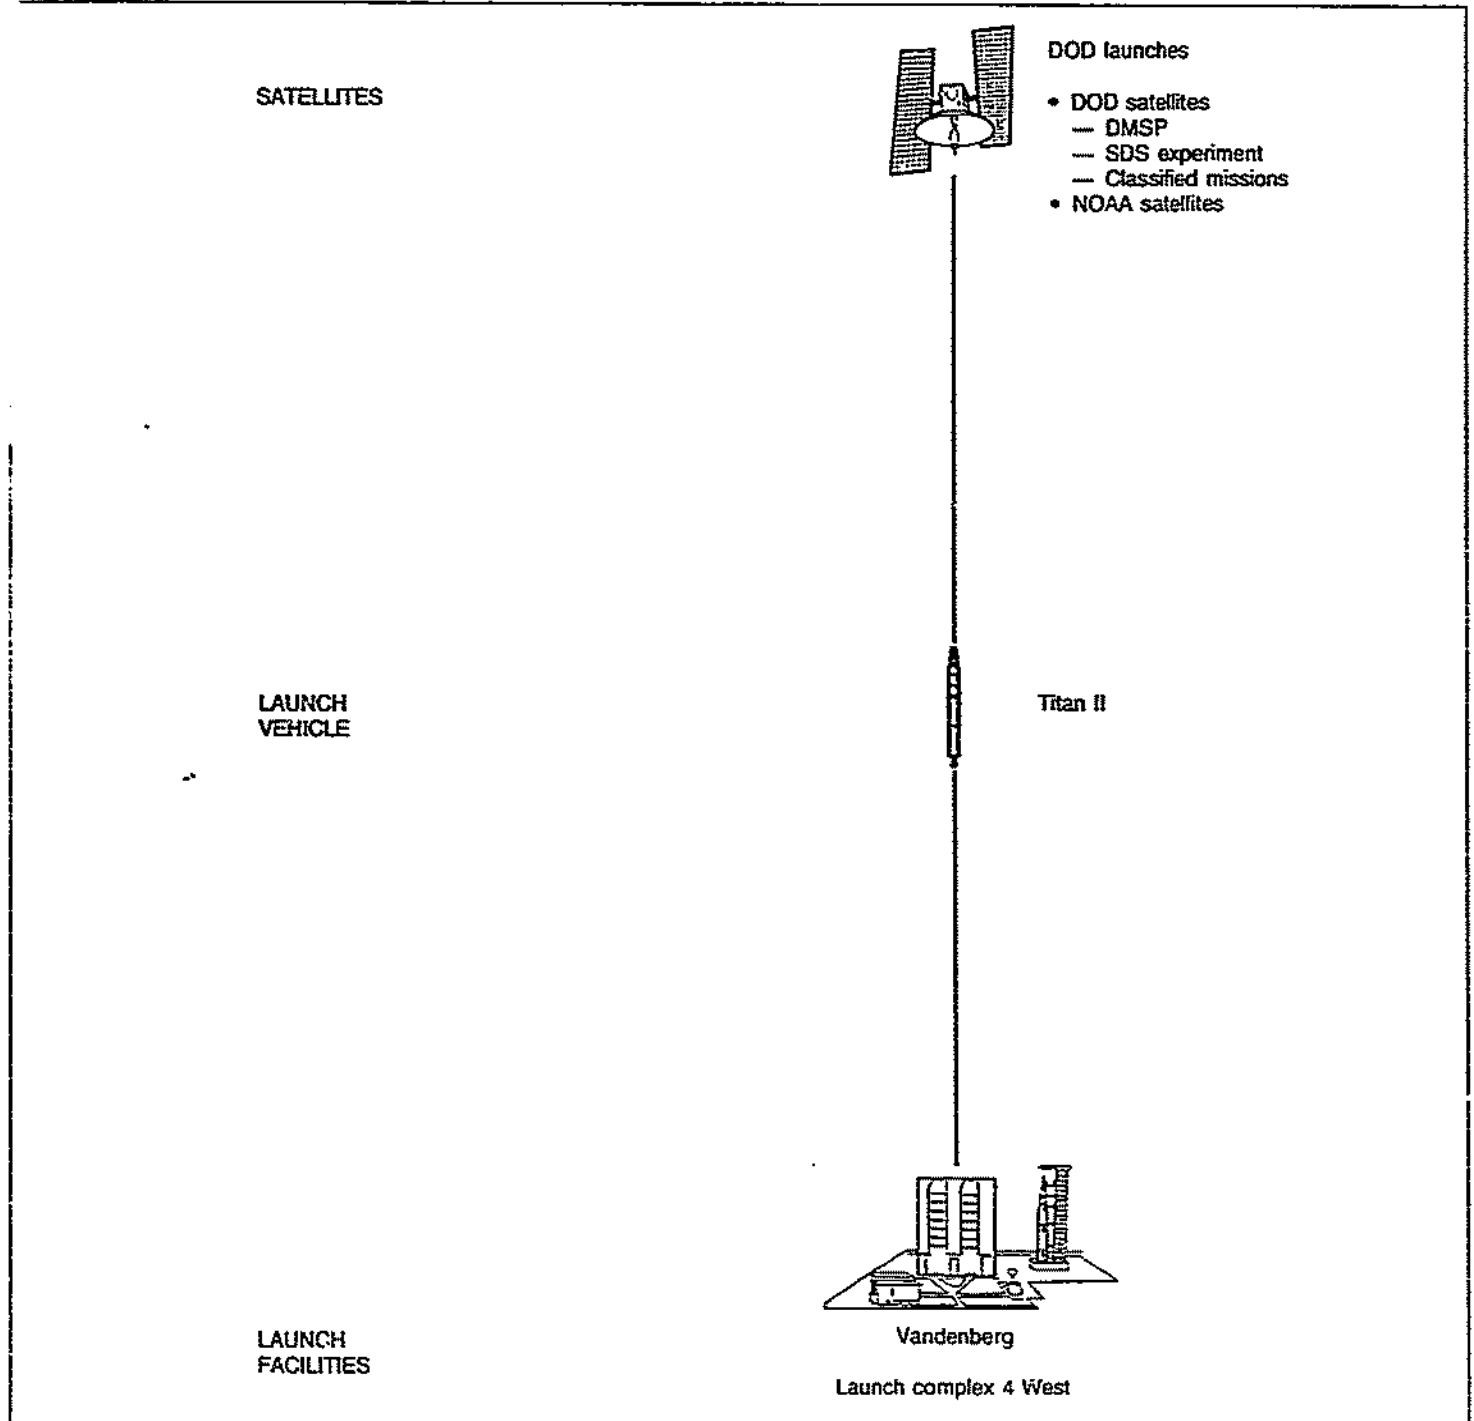 DOD launches
SATELLITES
• DOD satellites
— DMSP
— SDS experiment
— Classified missions
• NOAA satellites
LAUNCH
VEHICLE
Titan II
Vandenberg
LAUNCH
FACILITIES
Launch complex 4 West